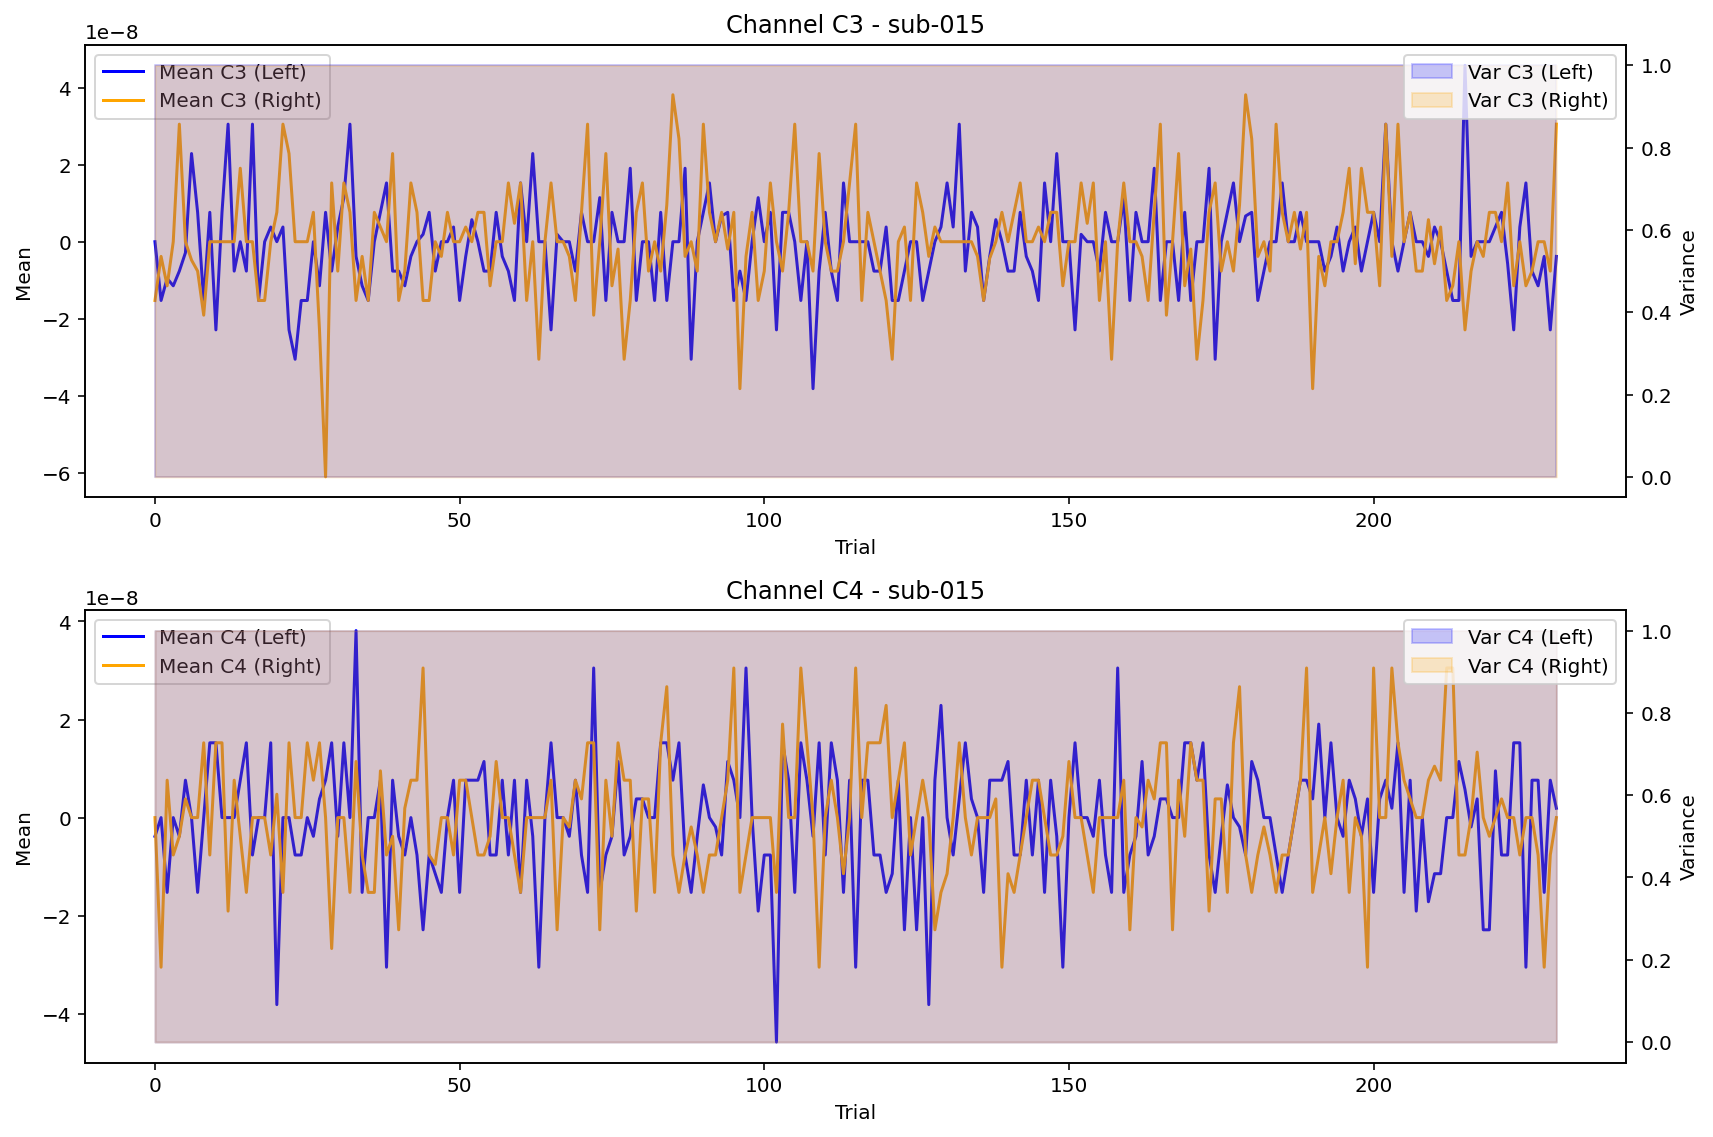 Channel C3 - sub-015
1e−8
Mean C3 (Left)
Mean C3 (Right)
Var C3 (Left)
Var C3 (Right)
4
2
0
−2
−4
−6
Mean
1.0
0.8
0.6
0.4
0.2
0.0
Variance
0 50 100 150 200
Trial
Channel C4 - sub-015
1e−8
Mean C4 (Left)
Mean C4 (Right)
Var C4 (Left)
Var C4 (Right)
4
2
0
−2
−4
Mean
1.0
0.8
0.6
0.4
0.2
0.0
Variance
0 50 100 150 200
Trial